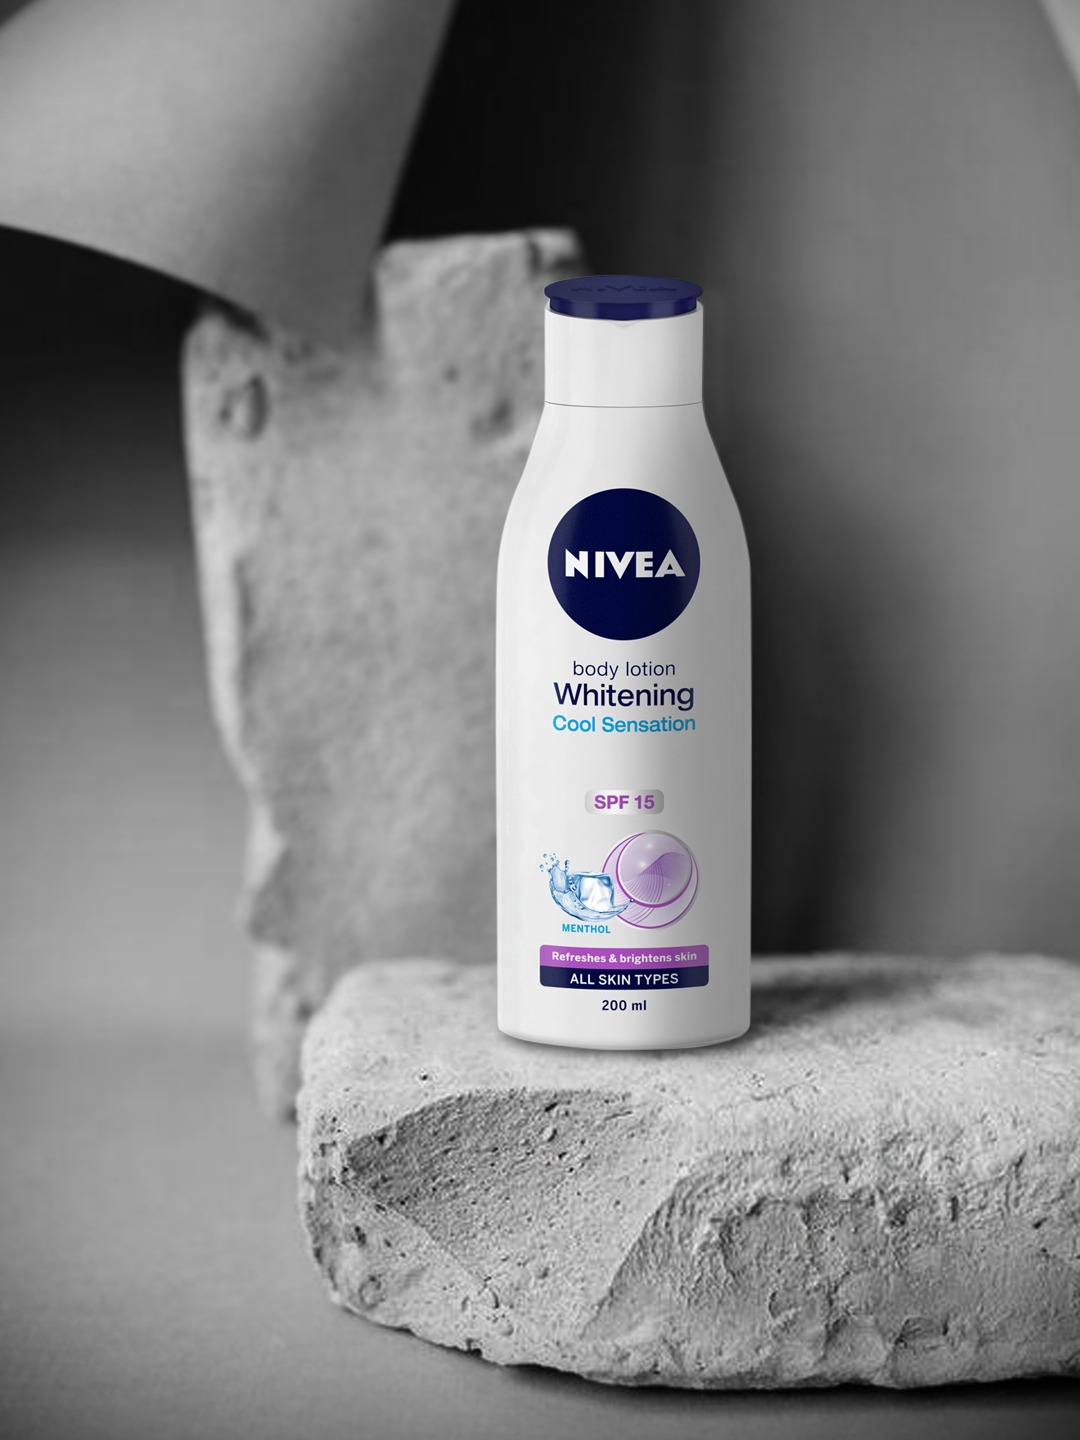 NIVEA
body lotion
Whitening
Cool Sensation
SPF 15
MENTHOL
Refreshes & brightens skin
ALL SKIN TYPES
200 ml